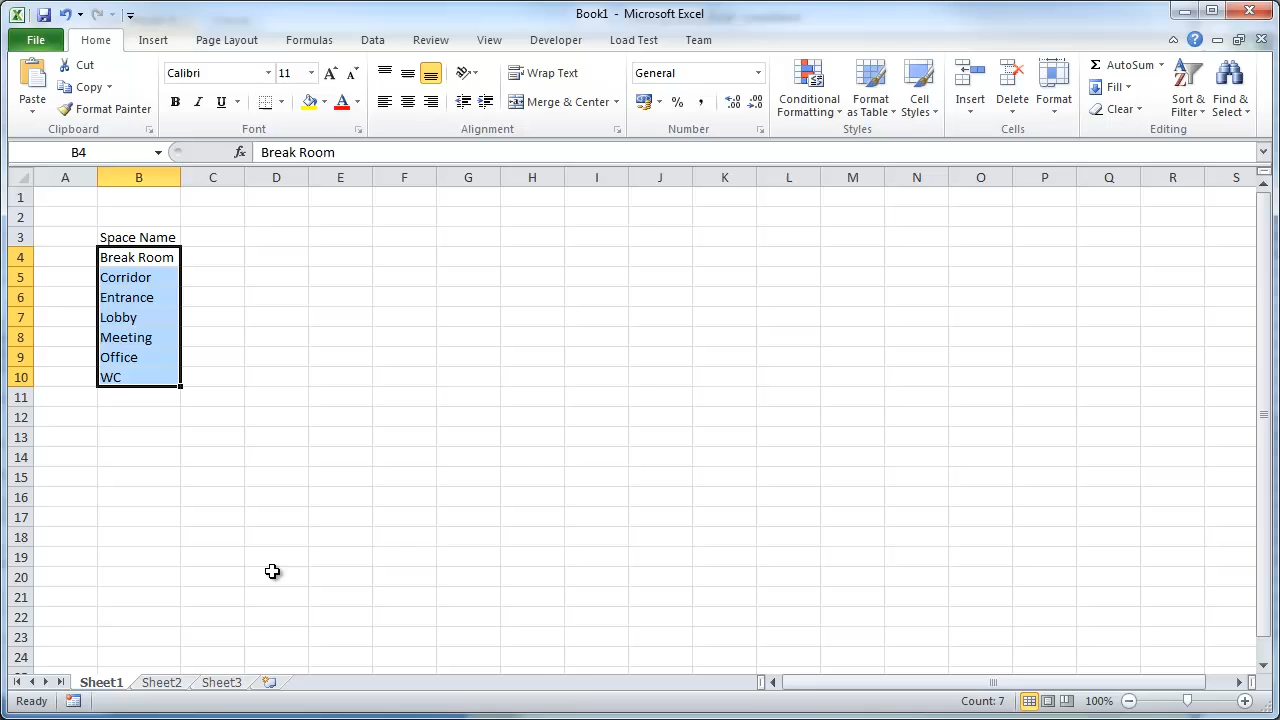 Book1 - Microsoft Excel
File Home Insert Page Layout Formulas Data Review View Developer Load Test Team
Paste
Cut
Copy
Format Painter
Clipboard
Calibri 11
B I U
Font
Wrap Text
Merge & Center
Alignment
General
% ,
Number
Conditional Formatting
Format as Table
Cell Styles
Styles
Insert
Delete
Format
Cells
AutoSum
Fill
Clear
Sort & Filter
Find & Select
Editing
B4 fx Break Room
A B C D E F G H I J K L M N O P Q R S
1
2
3 Space Name
4 Break Room
5 Corridor
6 Entrance
7 Lobby
8 Meeting
9 Office
10 WC
11
12
13
14
15
16
17
18
19
20
21
22
23
24
Sheet1 Sheet2 Sheet3
Ready Count: 7 100%